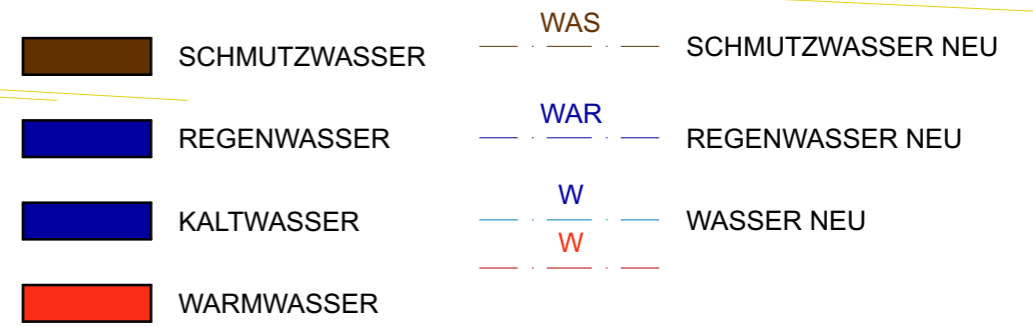 SCHMUTZWASSER
REGENWASSER
KALTWASSER
WARMWASSER
WAS
SCHMUTZWASSER NEU
WAR
REGENWASSER NEU
W
WASSER NEU
W